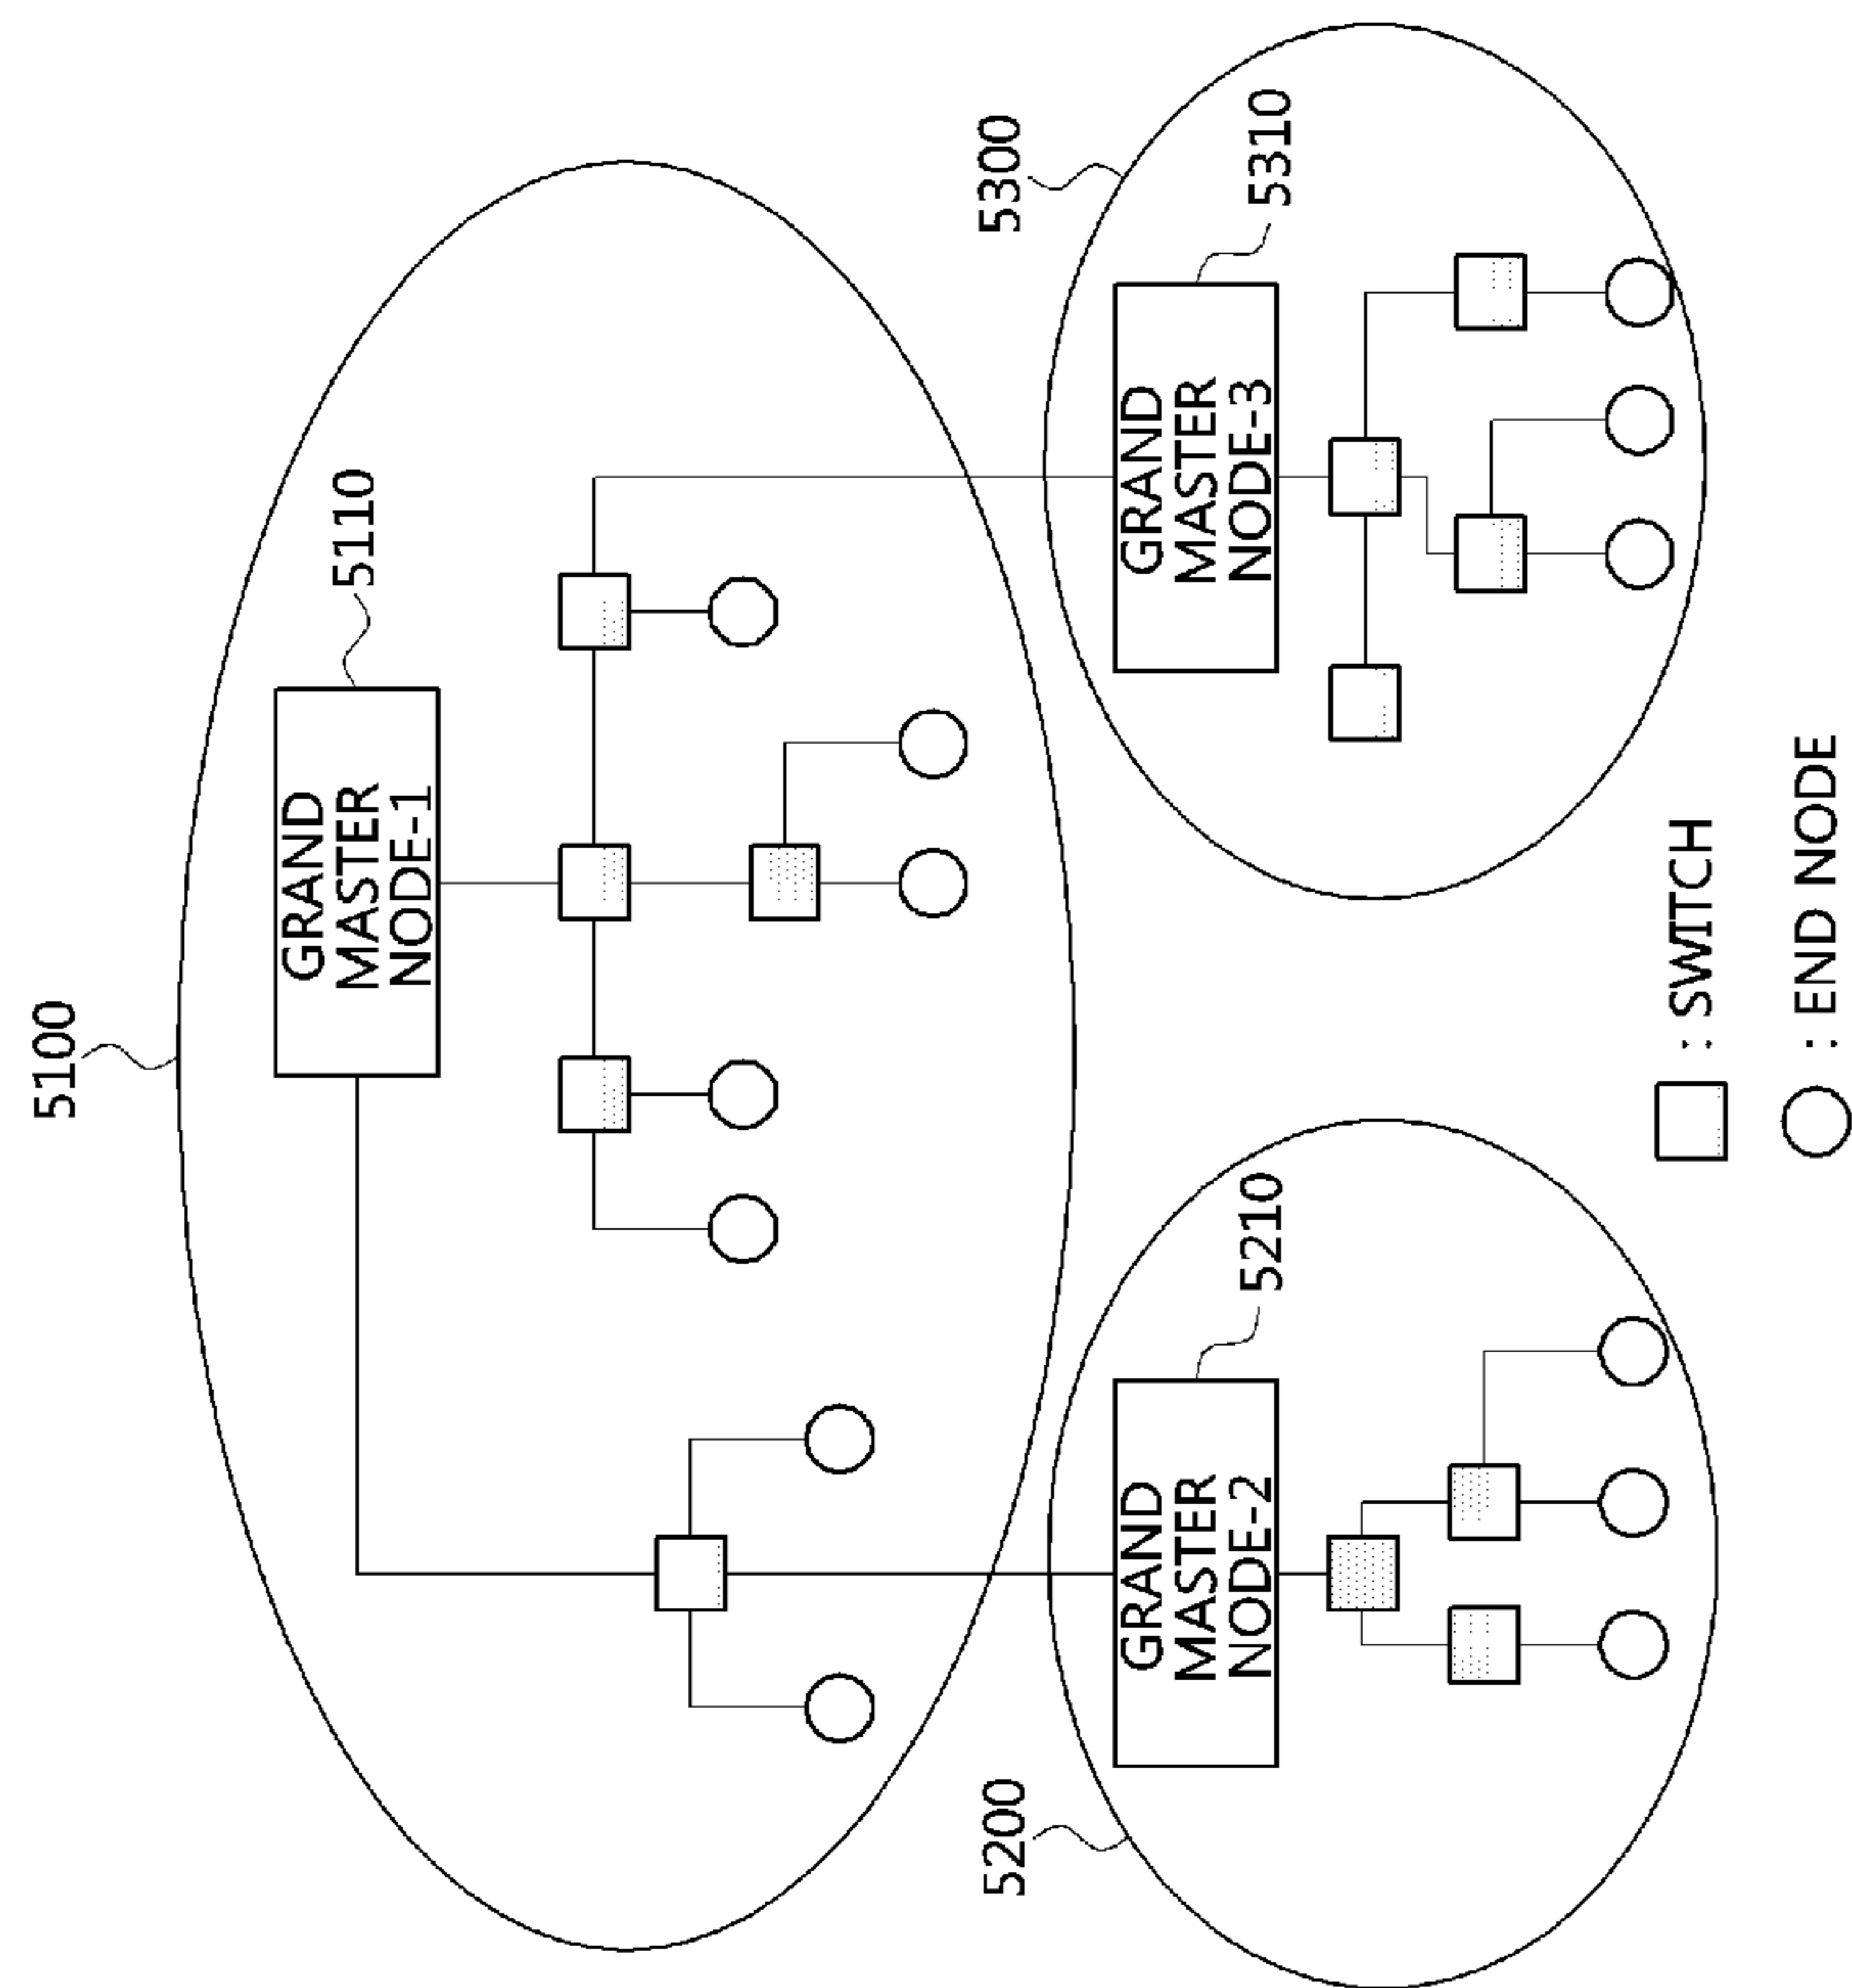 5100
GRAND
MASTER
NODE-1
5110
5200
GRAND
MASTER
NODE-2
5210
5300
GRAND
MASTER
NODE-3
5310
: SWITCH
: END NODE